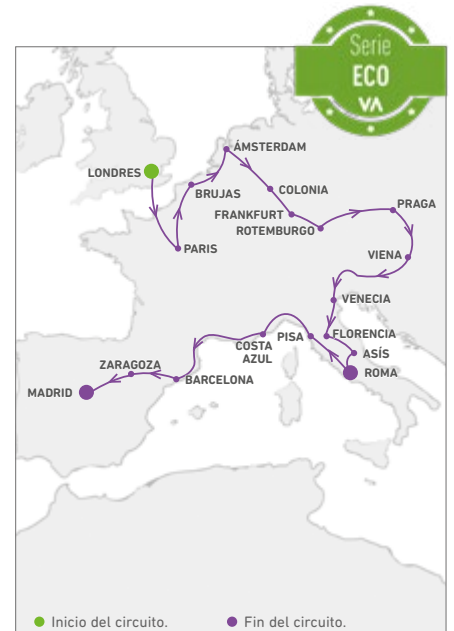 Serie
ECO
VA
ÁMSTERDAM
LONDRES
BRUJAS
COLONIA
FRANKFURT
ROTEMBURGO
PRAGA
PARIS
VIENA
VENECIA
FLORENCIA
PISA
COSTA
AZUL
ASÍS
ZARAGOZA
ROMA
BARCELONA
MADRID
Inicio del circuito.
Fin del circuito.